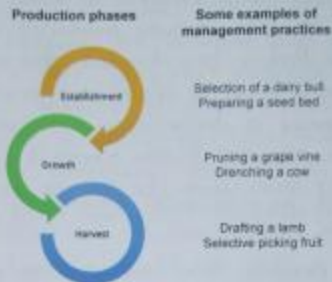 Production phases
Some examples of
management practices
Establishment
Selection of a dairy bull
Preparing a seed bed
Growth
Pruning a grape vine
Drenching a cow
Harvest
Drafting a lamb
Selective picking fruit